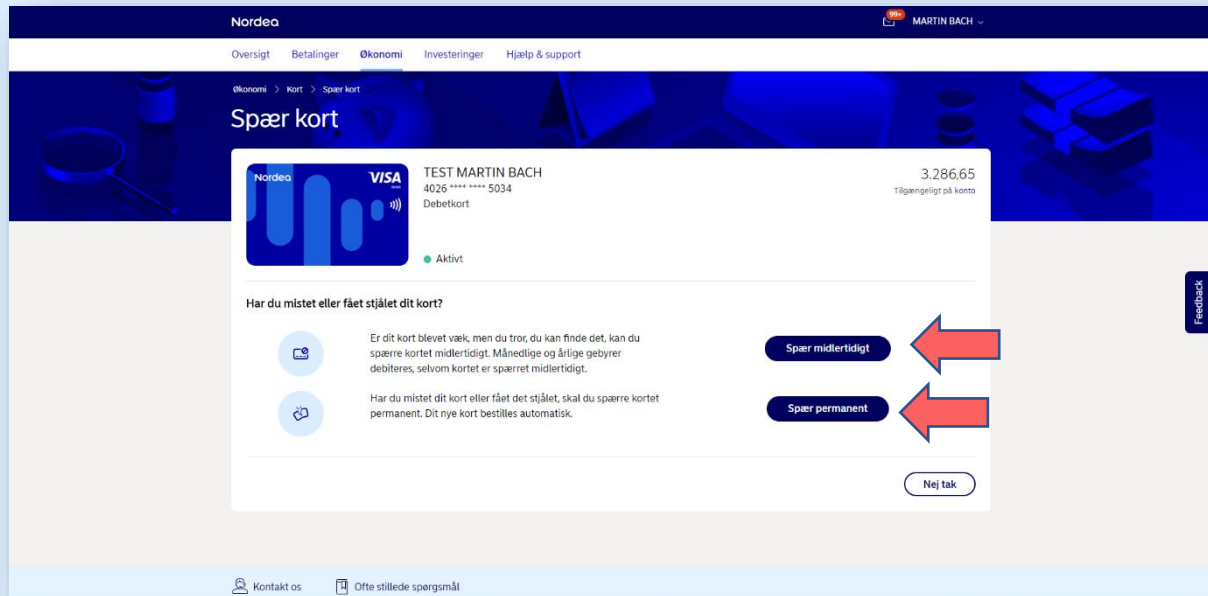 Nordea
99+
MARTIN BACH
Oversigt Betalinger Økonomi Investeringer Hjælp & support
Økonomi > Kort > Spær kort
Spær kort
Nordea
VISA
Debit
TEST MARTIN BACH
4026 **** **** 5034
Debetkort
3.286,65
Tilgængeligt på konto
Aktivt
Har du mistet eller fået stjålet dit kort?
Er dit kort blevet væk, men du tror, du kan finde det, kan du
spærre kortet midlertidigt. Månedlige og årlige gebyrer
debiteres, selvom kortet er spærret midlertidigt.
Spær midlertidigt
Har du mistet dit kort eller fået det stjålet, skal du spærre kortet
permanent. Dit nye kort bestilles automatisk.
Spær permanent
Nej tak
Feedback
Kontakt os Ofte stillede spørgsmål